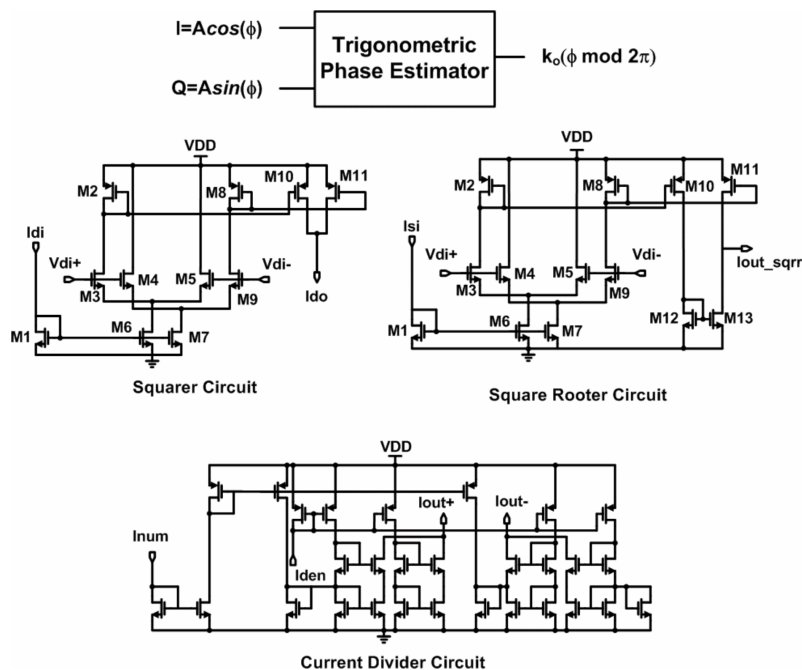 I=Acos(ϕ)
Q=Asin(ϕ)
Trigonometric
Phase Estimator
kₒ(ϕ mod 2π)
VDD
M2
M8
M10
M11
Idi
Vdi+
M4
M5
Vdi-
M3
M9
Ido
M1
M6
M7
Squarer Circuit
VDD
M2
M8
M10
M11
Isi
Vdi+
M4
M5
Vdi-
M3
M9
Iout_sqrr
M1
M6
M7
M12
M13
Square Rooter Circuit
VDD
Iout+
Iout-
Inum
Iden
Current Divider Circuit